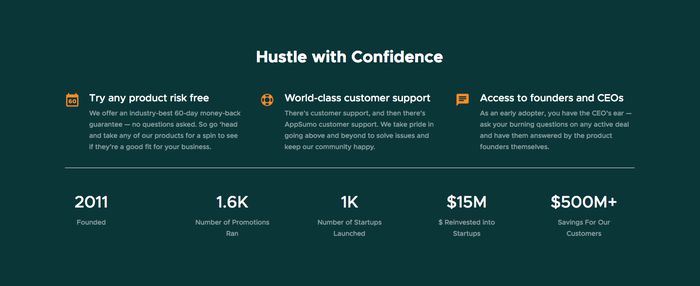 Hustle with Confidence
60
Try any product risk free
We offer an industry-best 60-day money-back
guarantee — no questions asked. So go 'head
and take any of our products for a spin to see
if they're a good fit for your business.
World-class customer support
There's customer support, and then there's
AppSumo customer support. We take pride in
going above and beyond to solve issues and
keep our community happy.
Access to founders and CEOs
As an early adopter, you have the CEO's ear —
ask your burning questions on any active deal
and have them answered by the product
founders themselves.
2011
Founded
1.6K
Number of Promotions
Ran
1K
Number of Startups
Launched
$15M
$ Reinvested into
Startups
$500M+
Savings For Our
Customers